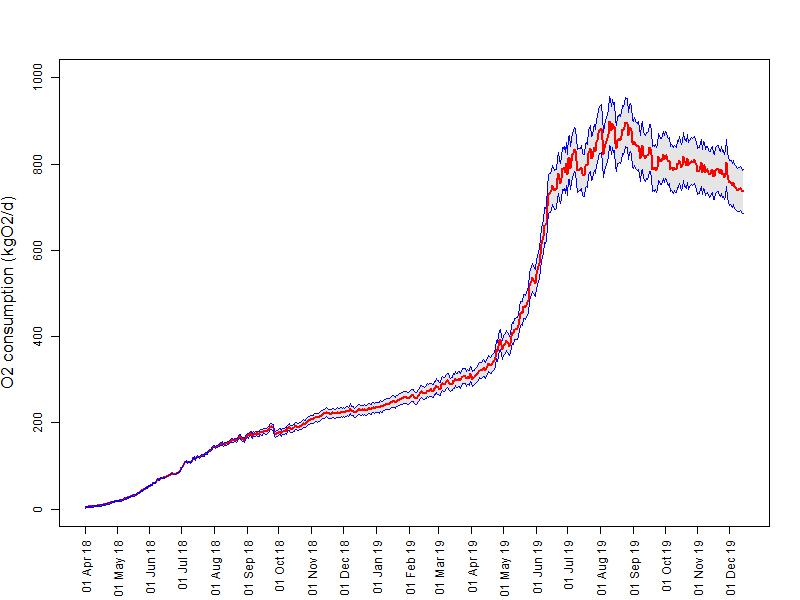 O2 consumption (kgO2/d)
1000
800
600
400
200
0
01 Apr 18
01 May 18
01 Jun 18
01 Jul 18
01 Aug 18
01 Sep 18
01 Oct 18
01 Nov 18
01 Dec 18
01 Jan 19
01 Feb 19
01 Mar 19
01 Apr 19
01 May 19
01 Jun 19
01 Jul 19
01 Aug 19
01 Sep 19
01 Oct 19
01 Nov 19
01 Dec 19